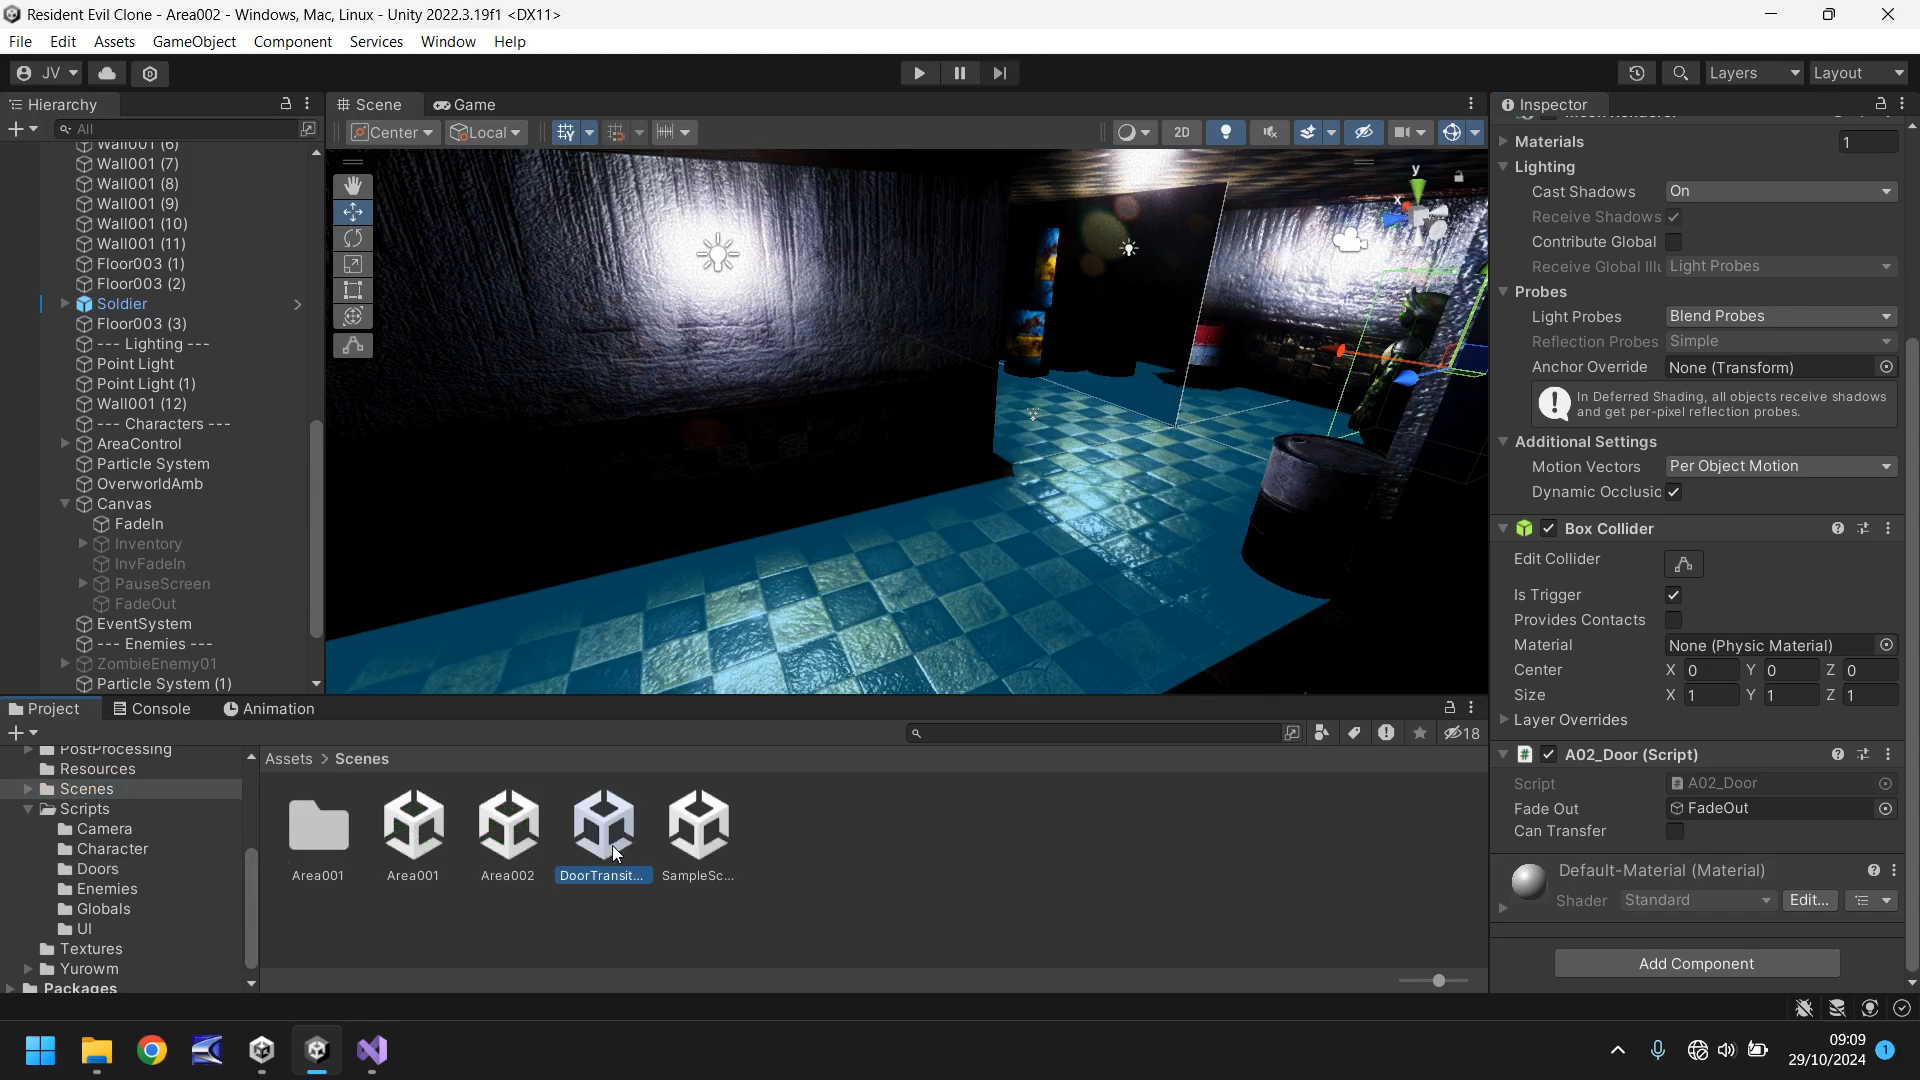 Resident Evil Clone - Area002 - Windows, Mac, Linux - Unity 2022.3.19f1 <DX11>
File Edit Assets GameObject Component Services Window Help
JV Layers Layout
Hierarchy
All
Wall001 (6)
Wall001 (7)
Wall001 (8)
Wall001 (9)
Wall001 (10)
Wall001 (11)
Floor003 (1)
Floor003 (2)
Soldier
Floor003 (3)
--- Lighting ---
Point Light
Point Light (1)
Wall001 (12)
--- Characters ---
AreaControl
Particle System
OverworldAmb
Canvas
FadeIn
Inventory
InvFadeIn
PauseScreen
FadeOut
EventSystem
--- Enemies ---
ZombieEnemy01
Particle System (1)
Scene Game
Center Local 2D
y
x
Inspector
Materials 1
Lighting
Cast Shadows On
Receive Shadows
Contribute Global
Receive Global Illu Light Probes
Probes
Light Probes Blend Probes
Reflection Probes Simple
Anchor Override None (Transform)
In Deferred Shading, all objects receive shadows
and get per-pixel reflection probes.
Additional Settings
Motion Vectors Per Object Motion
Dynamic Occlusic
Box Collider
Edit Collider
Is Trigger
Provides Contacts
Material None (Physic Material)
Center X 0 Y 0 Z 0
Size X 1 Y 1 Z 1
Layer Overrides
A02_Door (Script)
Script A02_Door
Fade Out FadeOut
Can Transfer
Default-Material (Material)
Shader Standard Edit...
Add Component
Project Console Animation
18
PostProcessing
Resources
Scenes
Scripts
Camera
Character
Doors
Enemies
Globals
UI
Textures
Yurowm
Packages
Assets > Scenes
Area001 Area001 Area002 DoorTransit... SampleSc...
09:09
29/10/2024
1